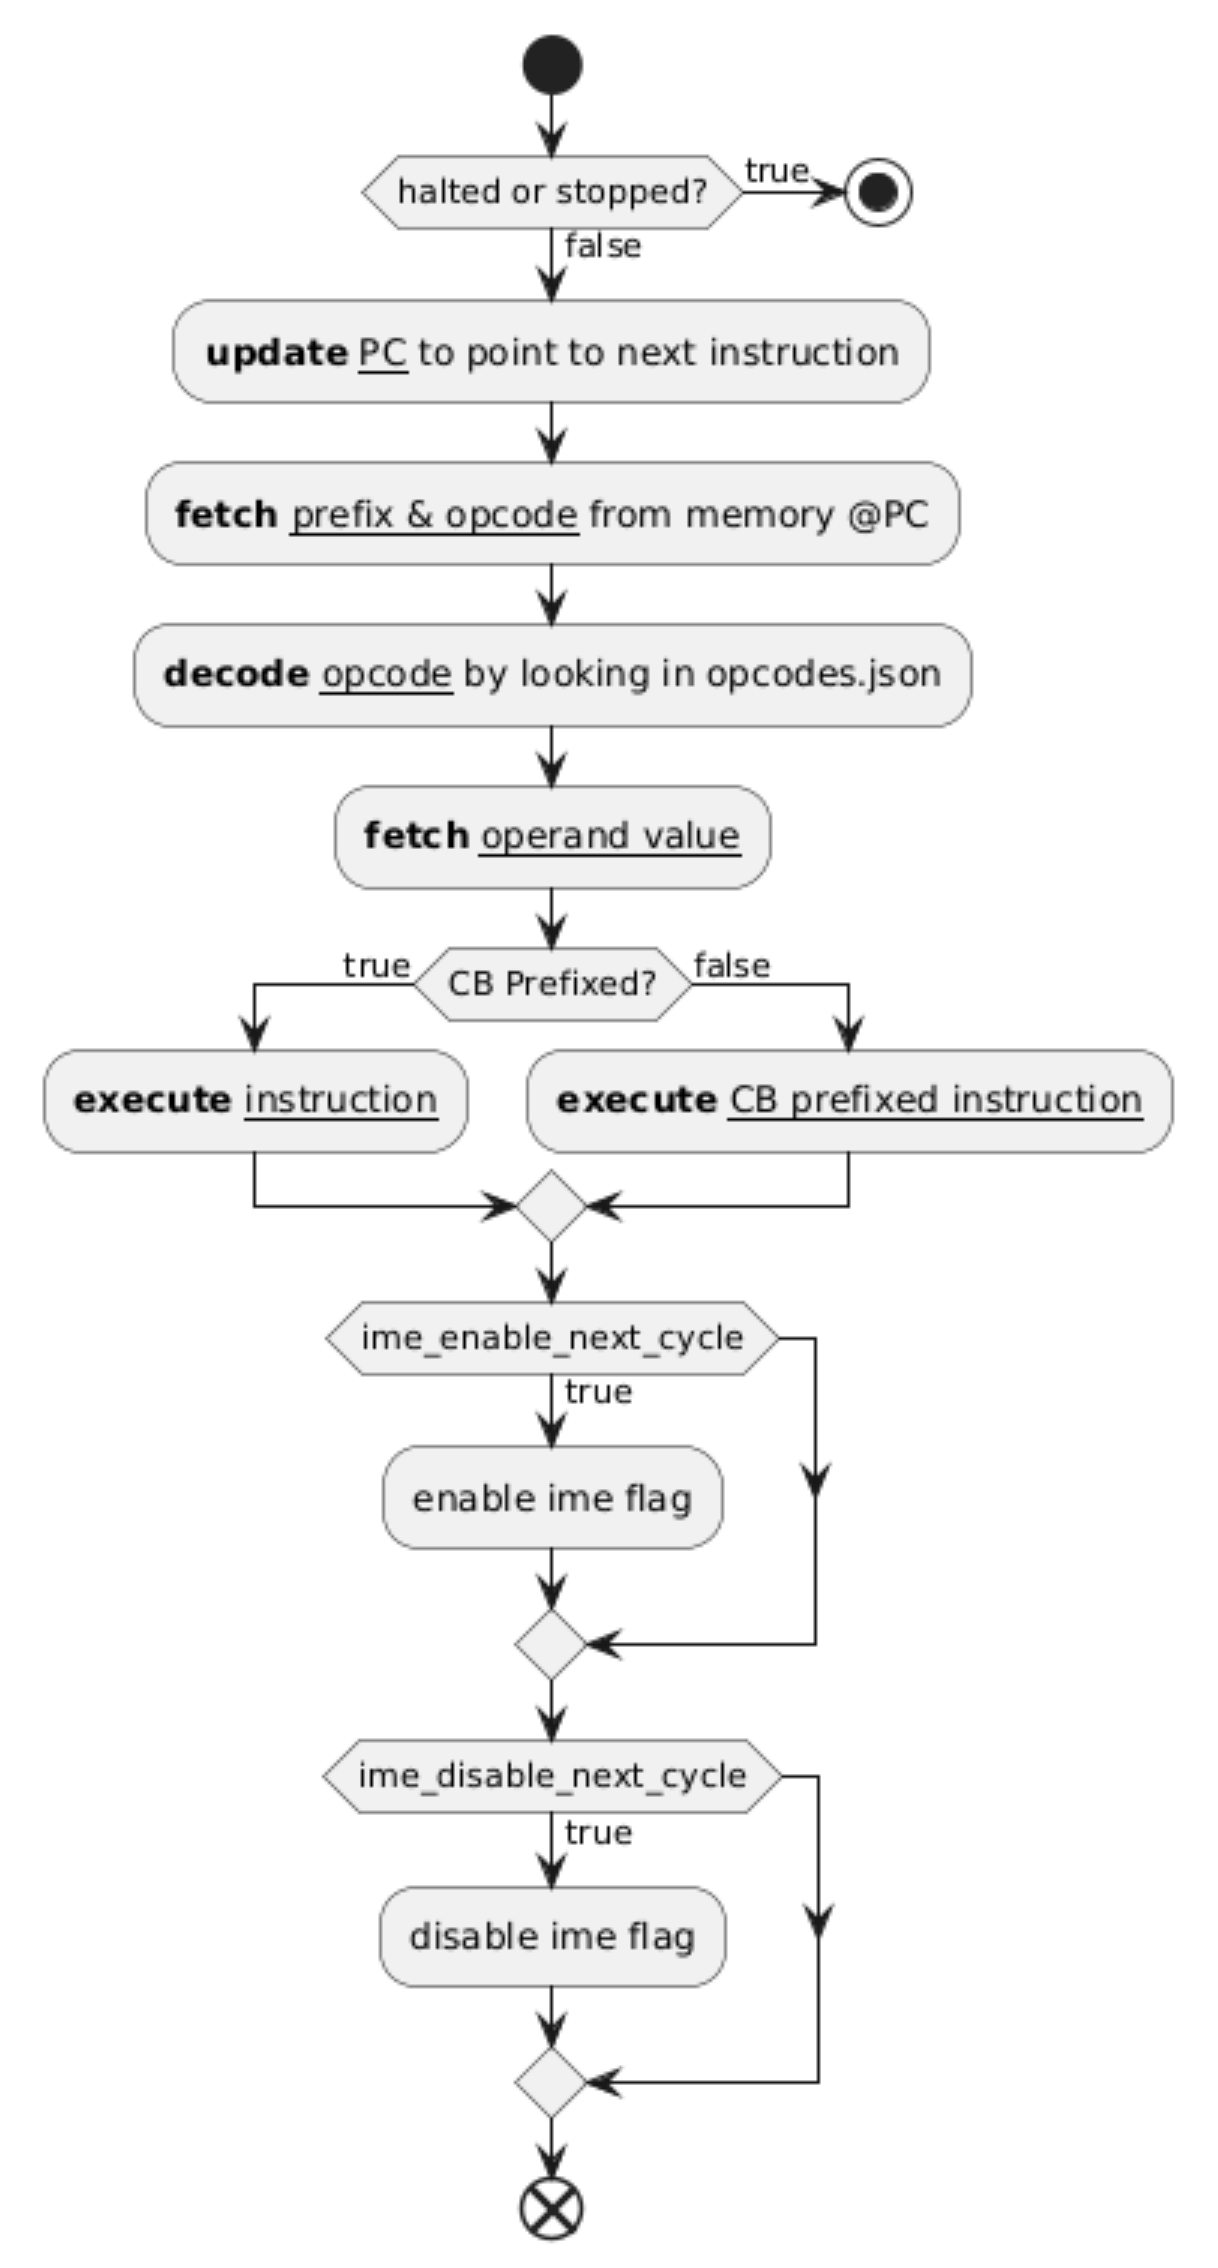 halted or stopped?
true
false
update PC to point to next instruction
fetch prefix & opcode from memory @PC
decode opcode by looking in opcodes.json
fetch operand value
true
CB Prefixed?
false
execute instruction
execute CB prefixed instruction
ime_enable_next_cycle
true
enable ime flag
ime_disable_next_cycle
true
disable ime flag